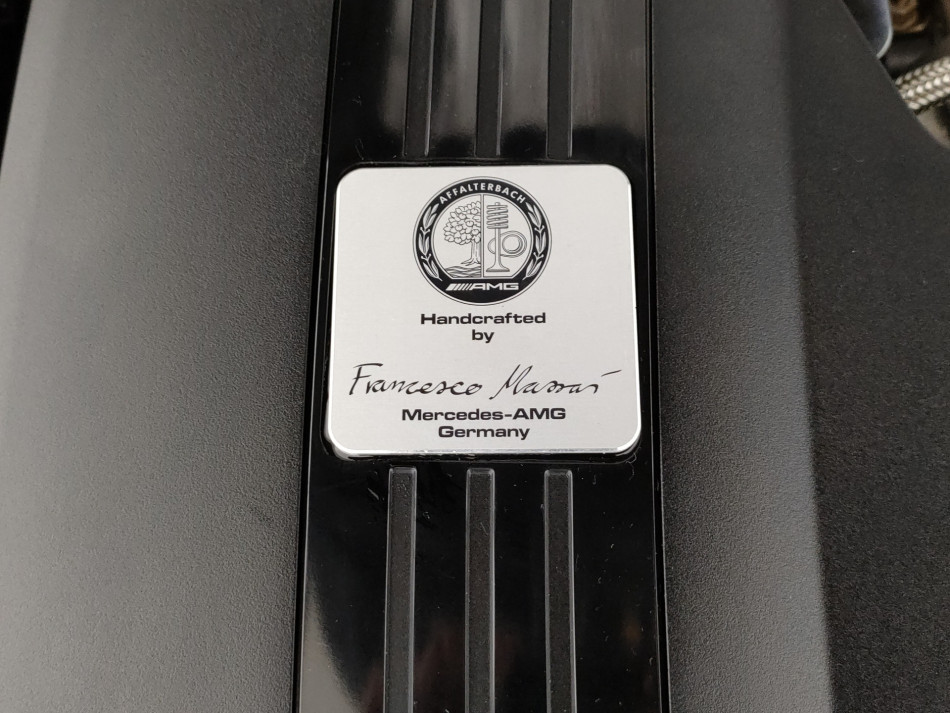 AFFALTERBACH
AMG
Handcrafted
by
Francesco Massai
Mercedes-AMG
Germany